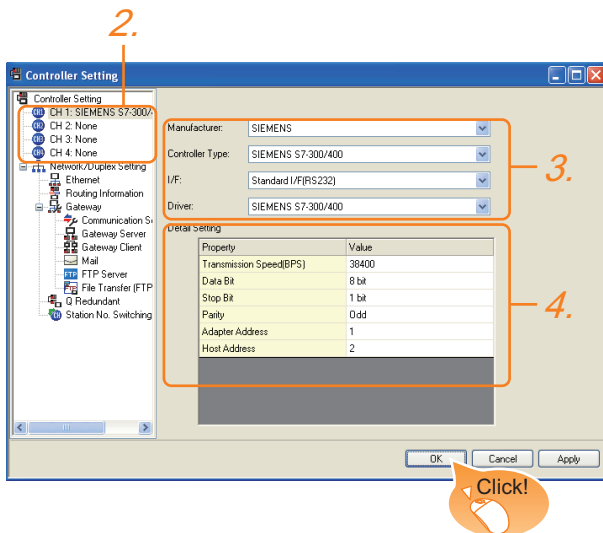 2.
Controller Setting
Controller Setting
CH 1: SIEMENS S7-300/4
CH 2: None
CH 3: None
CH 4: None
Network/Duplex Setting
Ethernet
Routing Information
Gateway
Communication S
Gateway Server
Gateway Client
Mail
FTP Server
File Transfer (FTP
Q Redundant
Station No. Switching
Manufacturer: SIEMENS
Controller Type: SIEMENS S7-300/400
I/F: Standard I/F(RS232)
Driver: SIEMENS S7-300/400
3.
Detail Setting
Property Value
Transmission Speed(BPS) 38400
Data Bit 8 bit
Stop Bit 1 bit
Parity Odd
Adapter Address 1
Host Address 2
4.
OK Cancel Apply
Click!